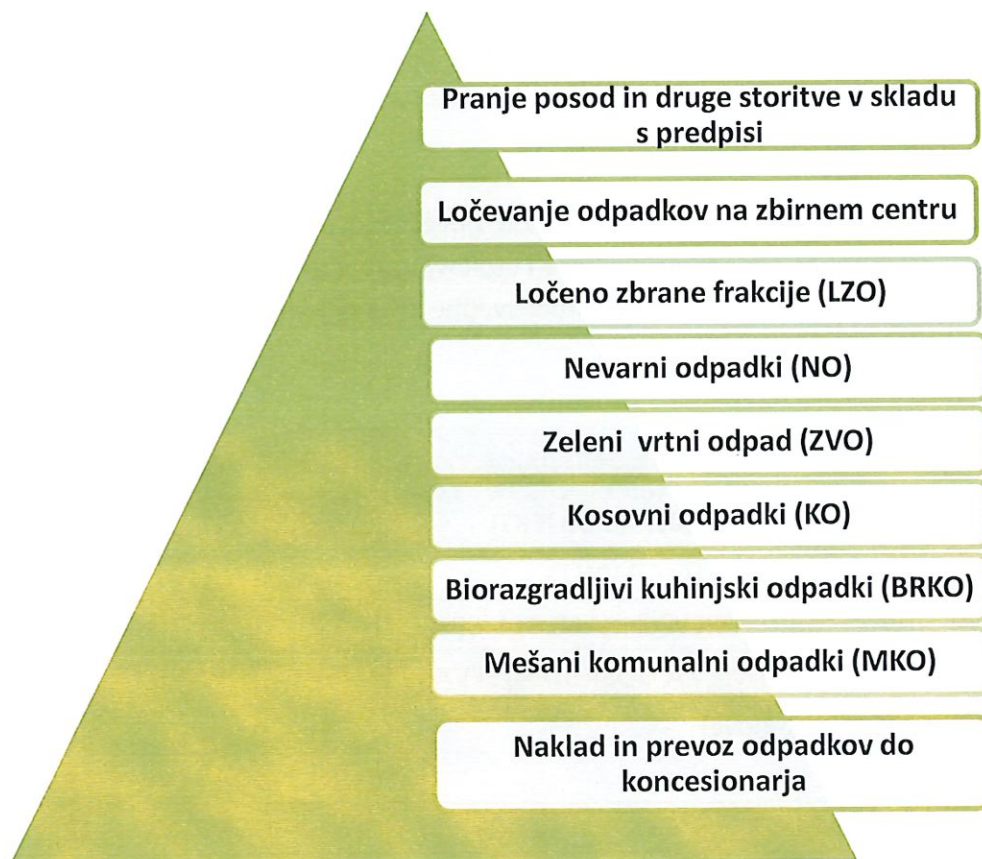 Pranje posod in druge storitve v skladu
s predpisi
Ločevanje odpadkov na zbirnem centru
Ločeno zbrane frakcije (LZO)
Nevarni odpadki (NO)
Zeleni vrtni odpad (ZVO)
Kosovni odpadki (KO)
Biorazgradljivi kuhinjski odpadki (BRKO)
Mešani komunalni odpadki (MKO)
Naklad in prevoz odpadkov do
koncesionarja